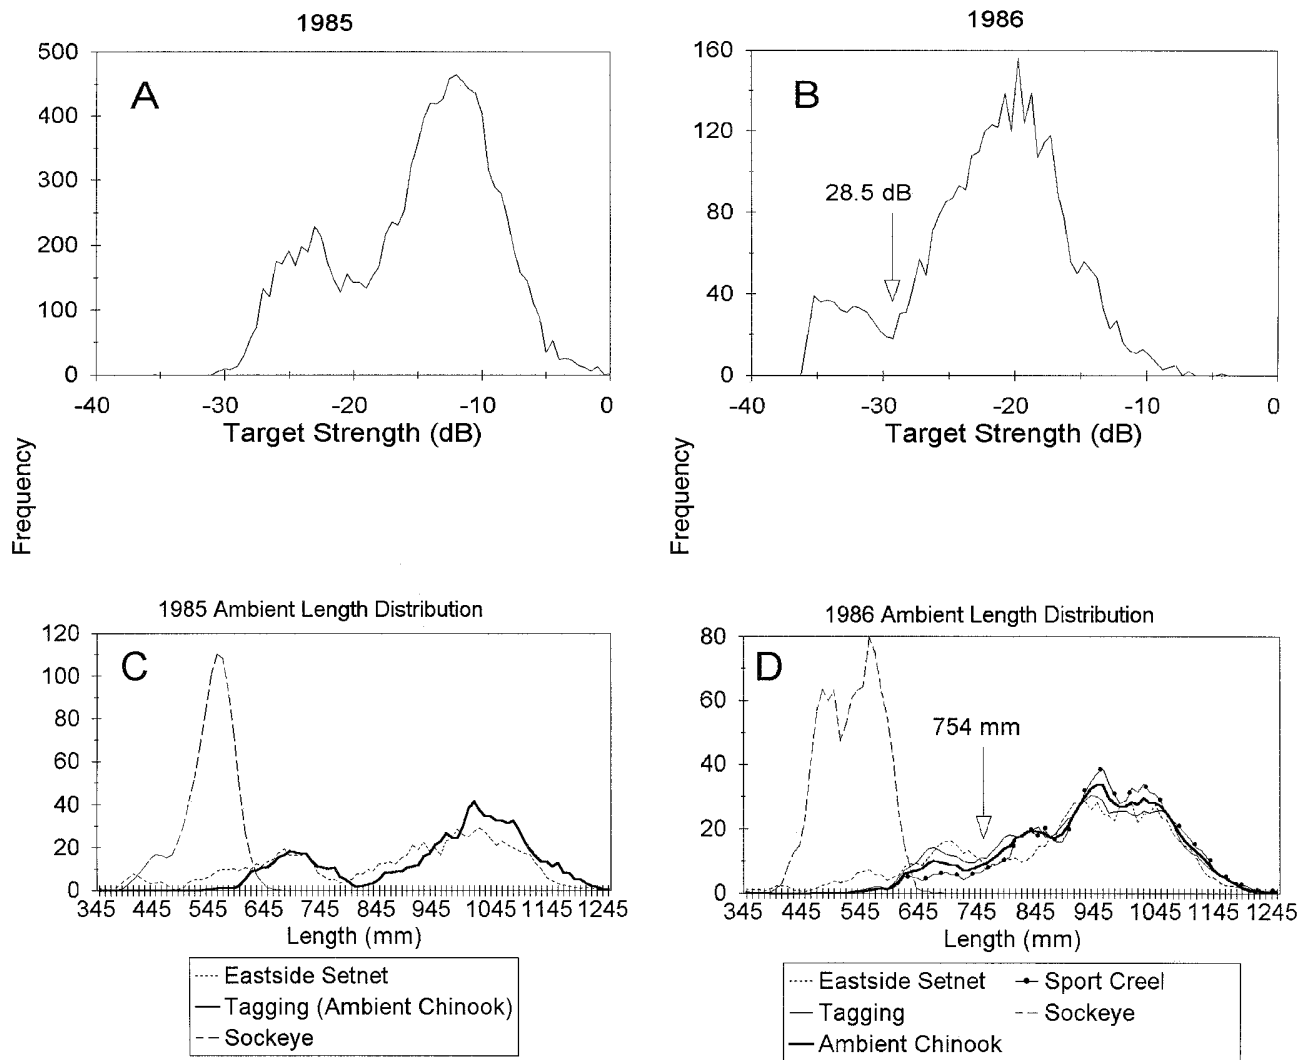 1985
A
500
400
300
200
100
0
-40 -30 -20 -10 0
Target Strength (dB)
1986
B
28.5 dB
160
120
80
40
0
-40 -30 -20 -10 0
Target Strength (dB)
Frequency
Frequency
1985 Ambient Length Distribution
C
120
100
80
60
40
20
0
345 445 545 645 745 845 945 1045 1145 1245
Length (mm)
Eastside Setnet
Tagging (Ambient Chinook)
Sockeye
1986 Ambient Length Distribution
D
754 mm
80
60
40
20
0
345 445 545 645 745 845 945 1045 1145 1245
Length (mm)
Eastside Setnet
Sport Creel
Tagging
Sockeye
Ambient Chinook